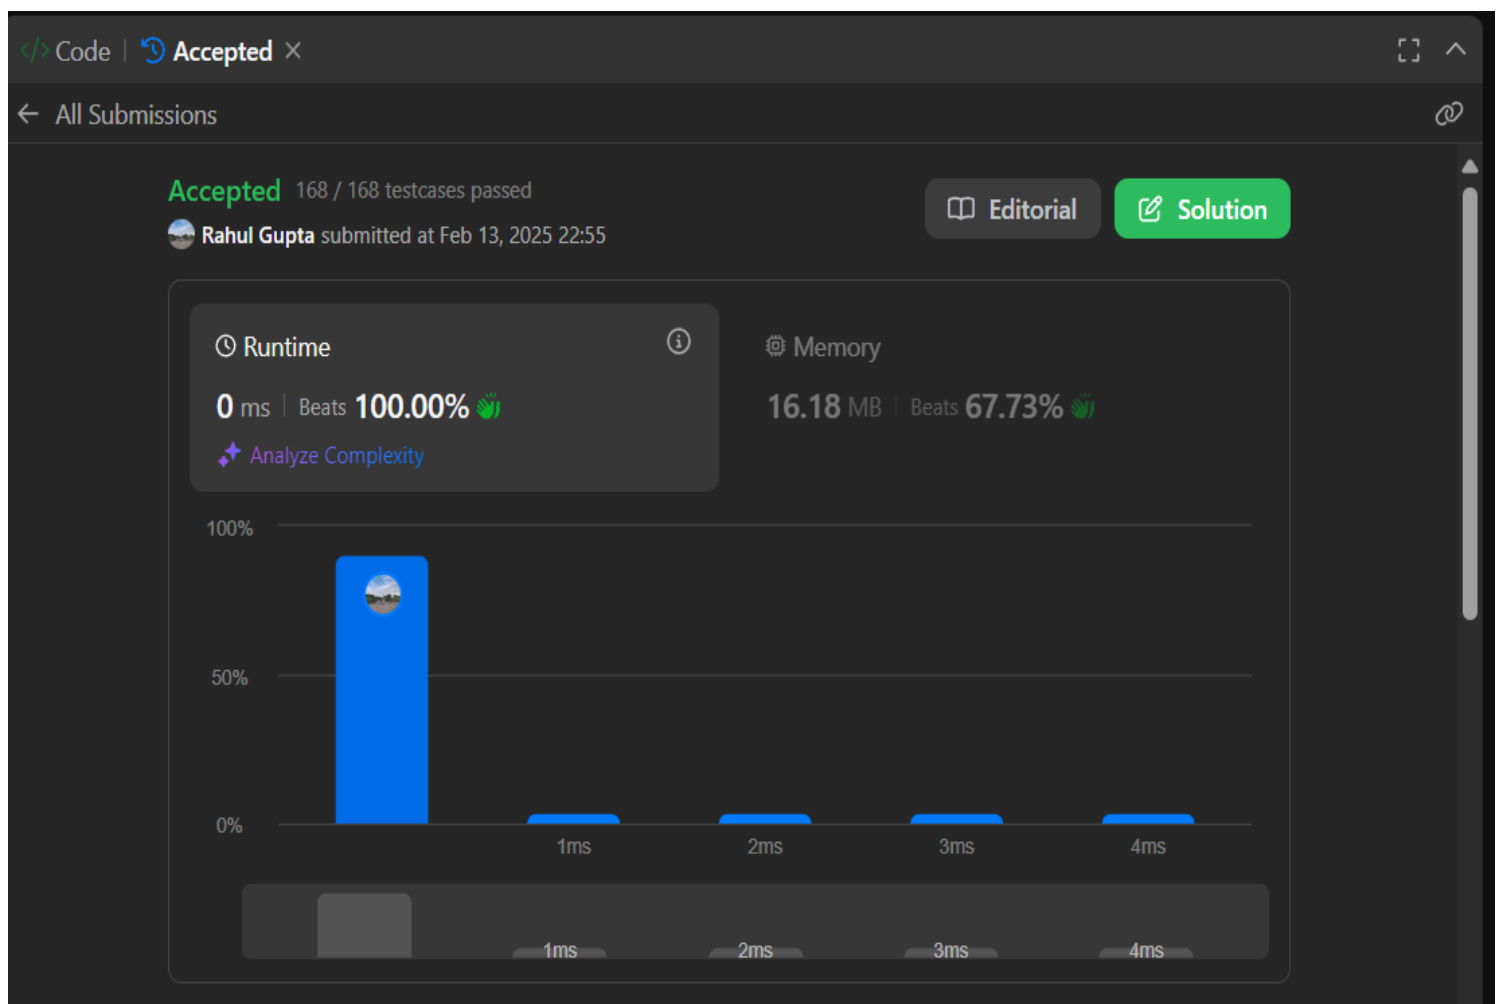 </> Code | Accepted ×
All Submissions
Accepted 168 / 168 testcases passed
Rahul Gupta submitted at Feb 13, 2025 22:55
Editorial
Solution
Runtime
0 ms | Beats 100.00%
Analyze Complexity
Memory
16.18 MB | Beats 67.73%
100%
50%
0%
1ms 2ms 3ms 4ms
1ms 2ms 3ms 4ms